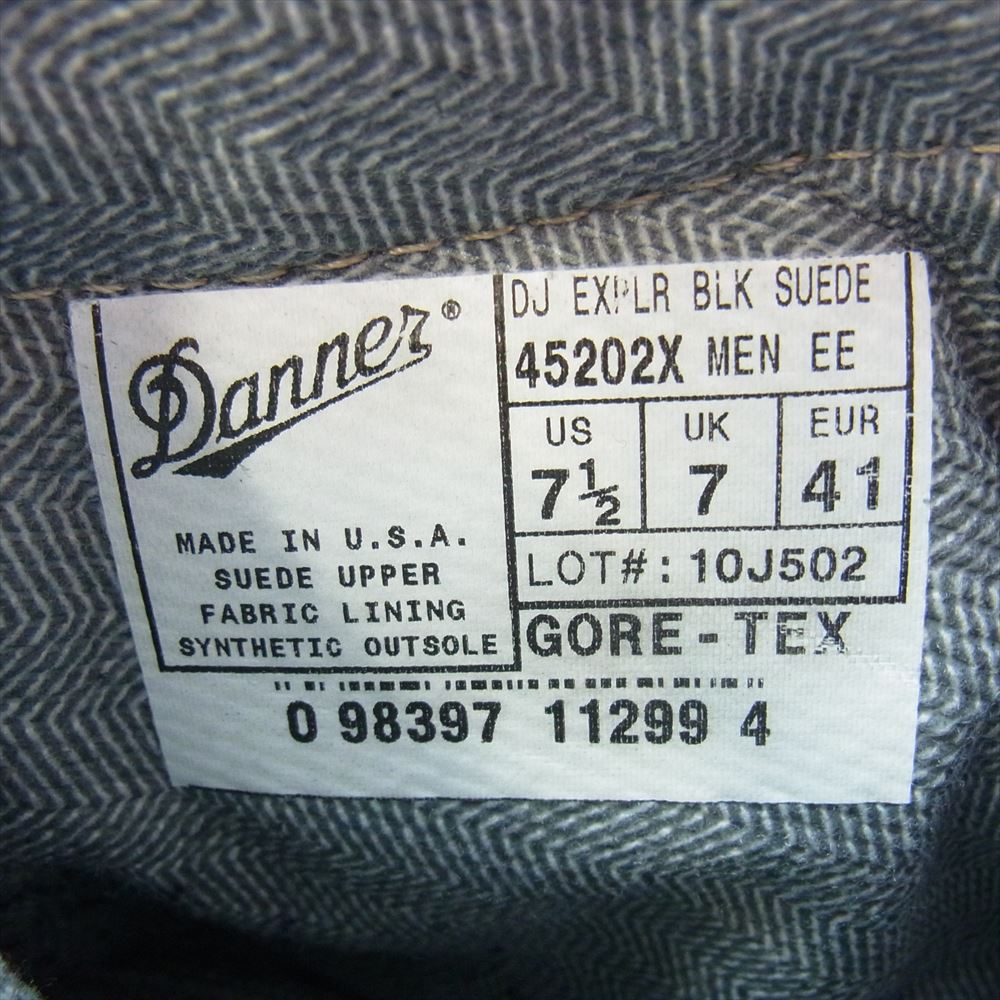 Danner®
MADE IN U.S.A.
SUEDE UPPER
FABRIC LINING
SYNTHETIC OUTSOLE
DJ EXPLR BLK SUEDE
45202X MEN EE
US UK EUR
7½ 7 41
LOT#: 10J502
GORE-TEX
0 98397 11299 4